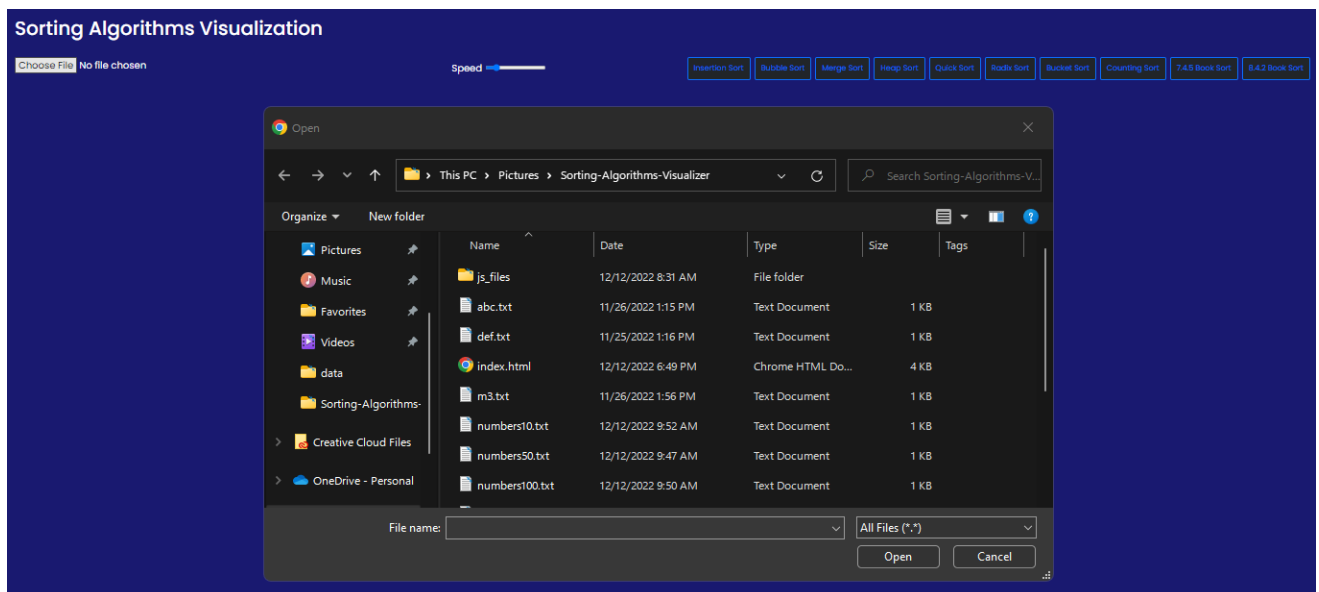 Sorting Algorithms Visualization
Choose File No file chosen Speed Insertion Sort Bubble Sort Merge Sort Heap Sort Quick Sort Radix Sort Bucket Sort Counting Sort 7.4.5 Book Sort 8.4.2 Book Sort
Open
This PC > Pictures > Sorting-Algorithms-Visualizer Search Sorting-Algorithms-V...
Organize New folder
Name Date Type Size Tags
Pictures
Music
Favorites
Videos
data
Sorting-Algorithms-
Creative Cloud Files
OneDrive - Personal
js_files 12/12/2022 8:31 AM File folder
abc.txt 11/26/2022 1:15 PM Text Document 1 KB
def.txt 11/25/2022 1:16 PM Text Document 1 KB
index.html 12/12/2022 6:49 PM Chrome HTML Do... 4 KB
m3.txt 11/26/2022 1:56 PM Text Document 1 KB
numbers10.txt 12/12/2022 9:52 AM Text Document 1 KB
numbers50.txt 12/12/2022 9:47 AM Text Document 1 KB
numbers100.txt 12/12/2022 9:50 AM Text Document 1 KB
File name: All Files (*.*)
Open Cancel